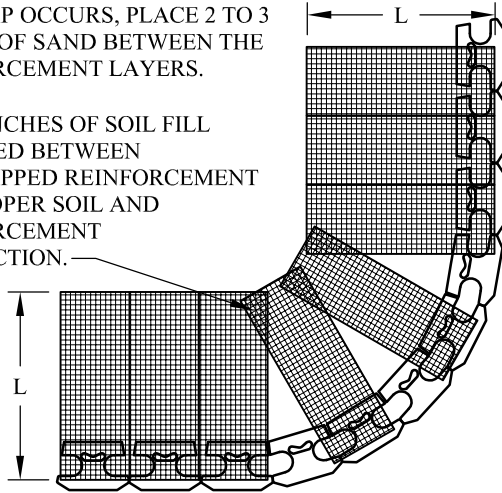 P OCCURS, PLACE 2 TO 3
OF SAND BETWEEN THE
RCEMENT LAYERS.
NCHES OF SOIL FILL
ED BETWEEN
PPED REINFORCEMENT
OPER SOIL AND
RCEMENT
CTION.
L
L